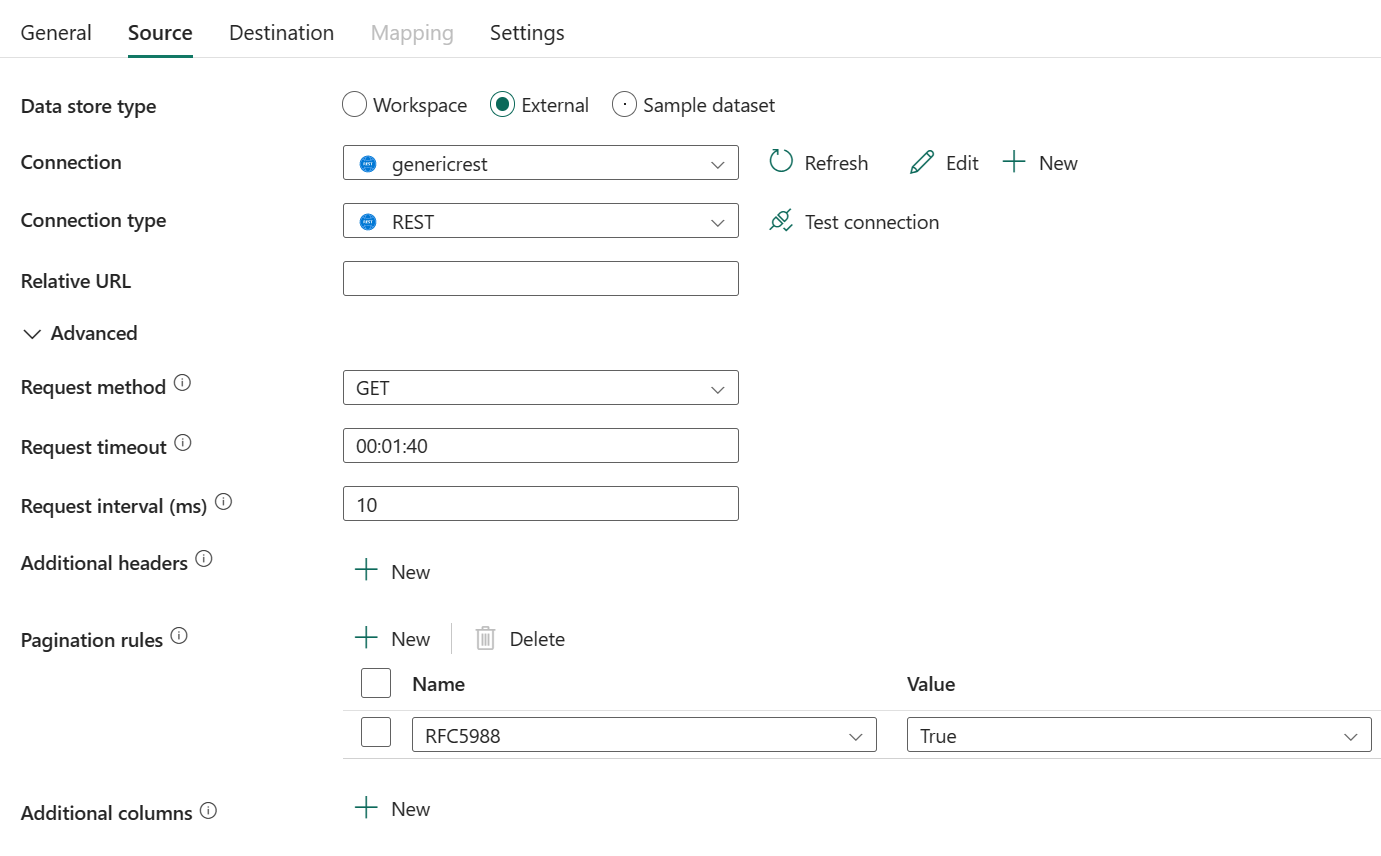 General Source Destination Mapping Settings
Data store type Workspace External Sample dataset
Connection REST genericrest Refresh Edit New
Connection type REST REST Test connection
Relative URL
Advanced
Request method GET
Request timeout 00:01:40
Request interval (ms) 10
Additional headers New
Pagination rules New Delete
Name Value
RFC5988 True
Additional columns New